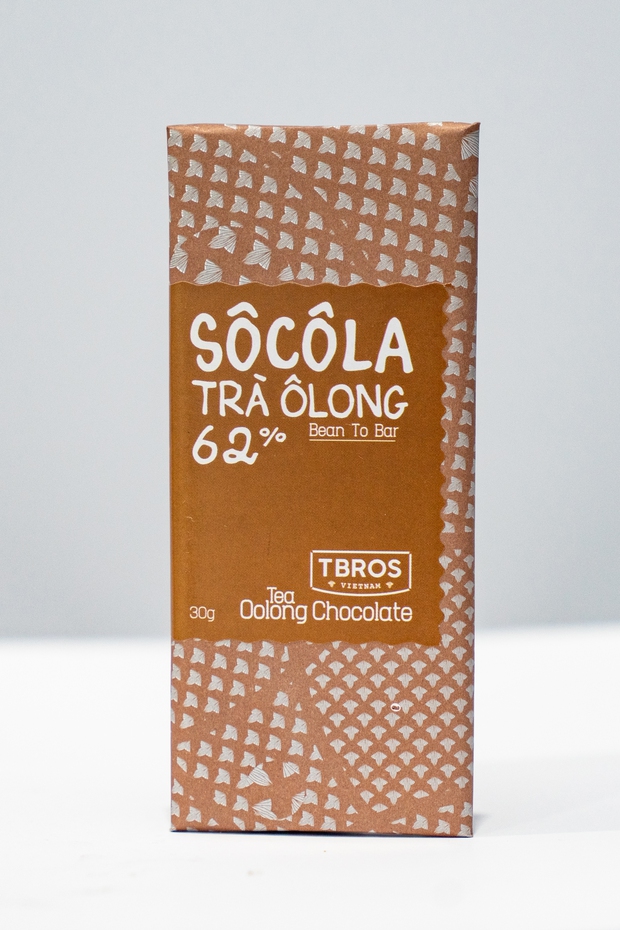 SÔCÔLA
TRÀ ÔLONG
62%
Bean To Bar
TBROS
VIETNAM
Tea
Oolong Chocolate
30g